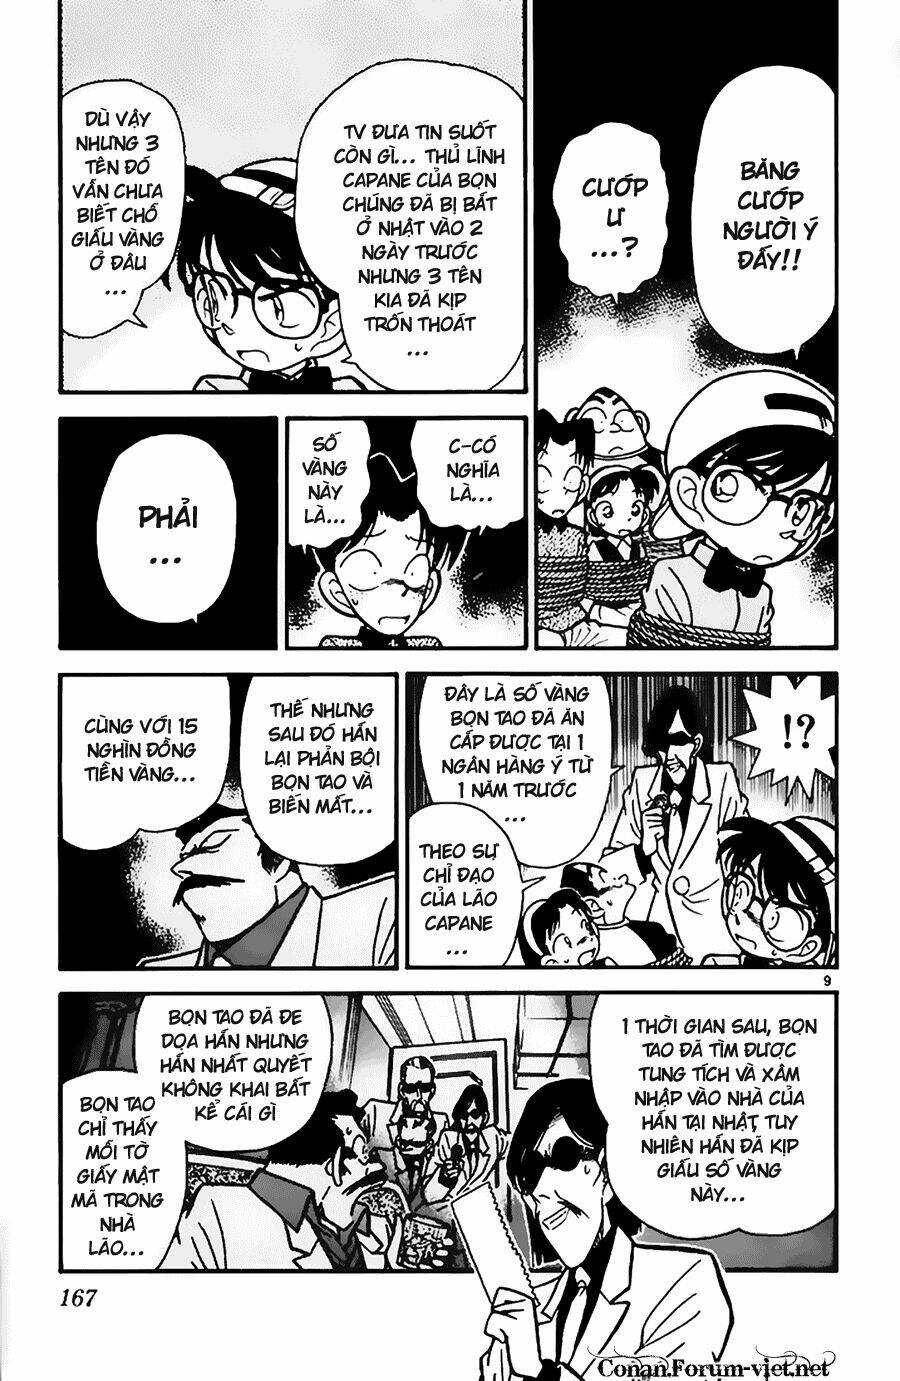 BĂNG
CƯỚP
NGƯỜI Ý
ĐẤY!!
CƯỚP
Ư
...?
TV ĐƯA TIN SUỐT
CÒN GÌ... THỦ LĨNH
CAPANE CỦA BỌN
CHÚNG ĐÃ BỊ BẮT
Ở NHẬT VÀO 2
NGÀY TRƯỚC
NHƯNG 3 TÊN
KIA ĐÃ KỊP
TRỐN THOÁT
...
DÙ VẬY
NHƯNG 3
TÊN ĐÓ
VẪN CHƯA
BIẾT CHỖ
GIẤU VÀNG
Ở ĐÂU
...
C-CÓ
NGHĨA
LÀ...
SỐ
VÀNG
NÀY
LÀ...
PHẢI
...
!?
ĐÂY LÀ SỐ VÀNG
BỌN TAO ĐÃ ĂN
CẮP ĐƯỢC TẠI 1
NGÂN HÀNG Ý TỪ
1 NĂM TRƯỚC
...
THEO SỰ
CHỈ ĐẠO
CỦA LÃO
CAPANE
...
THẾ NHƯNG
SAU ĐÓ HẮN
LẠI PHẢN BỘI
BỌN TAO VÀ
BIẾN MẤT...
CÙNG VỚI 15
NGHÌN ĐỒNG
TIỀN VÀNG...
9
1 THỜI GIAN SAU, BỌN
TAO ĐÃ TÌM ĐƯỢC
TUNG TÍCH VÀ XÂM
NHẬP VÀO NHÀ CỦA
HẮN TẠI NHẬT, TUY
NHIÊN HẮN ĐÃ KỊP
GIẤU SỐ VÀNG
NÀY...
BỌN TAO ĐÃ ĐE
DỌA HẮN NHƯNG
HẮN NHẤT QUYẾT
KHÔNG KHAI BẤT
KỂ CÁI GÌ
BỌN TAO
CHỈ THẤY
MỖI TỜ
GIẤY MẬT
MÃ TRONG
NHÀ
LÃO...
167
Conan.Forum-viet.net